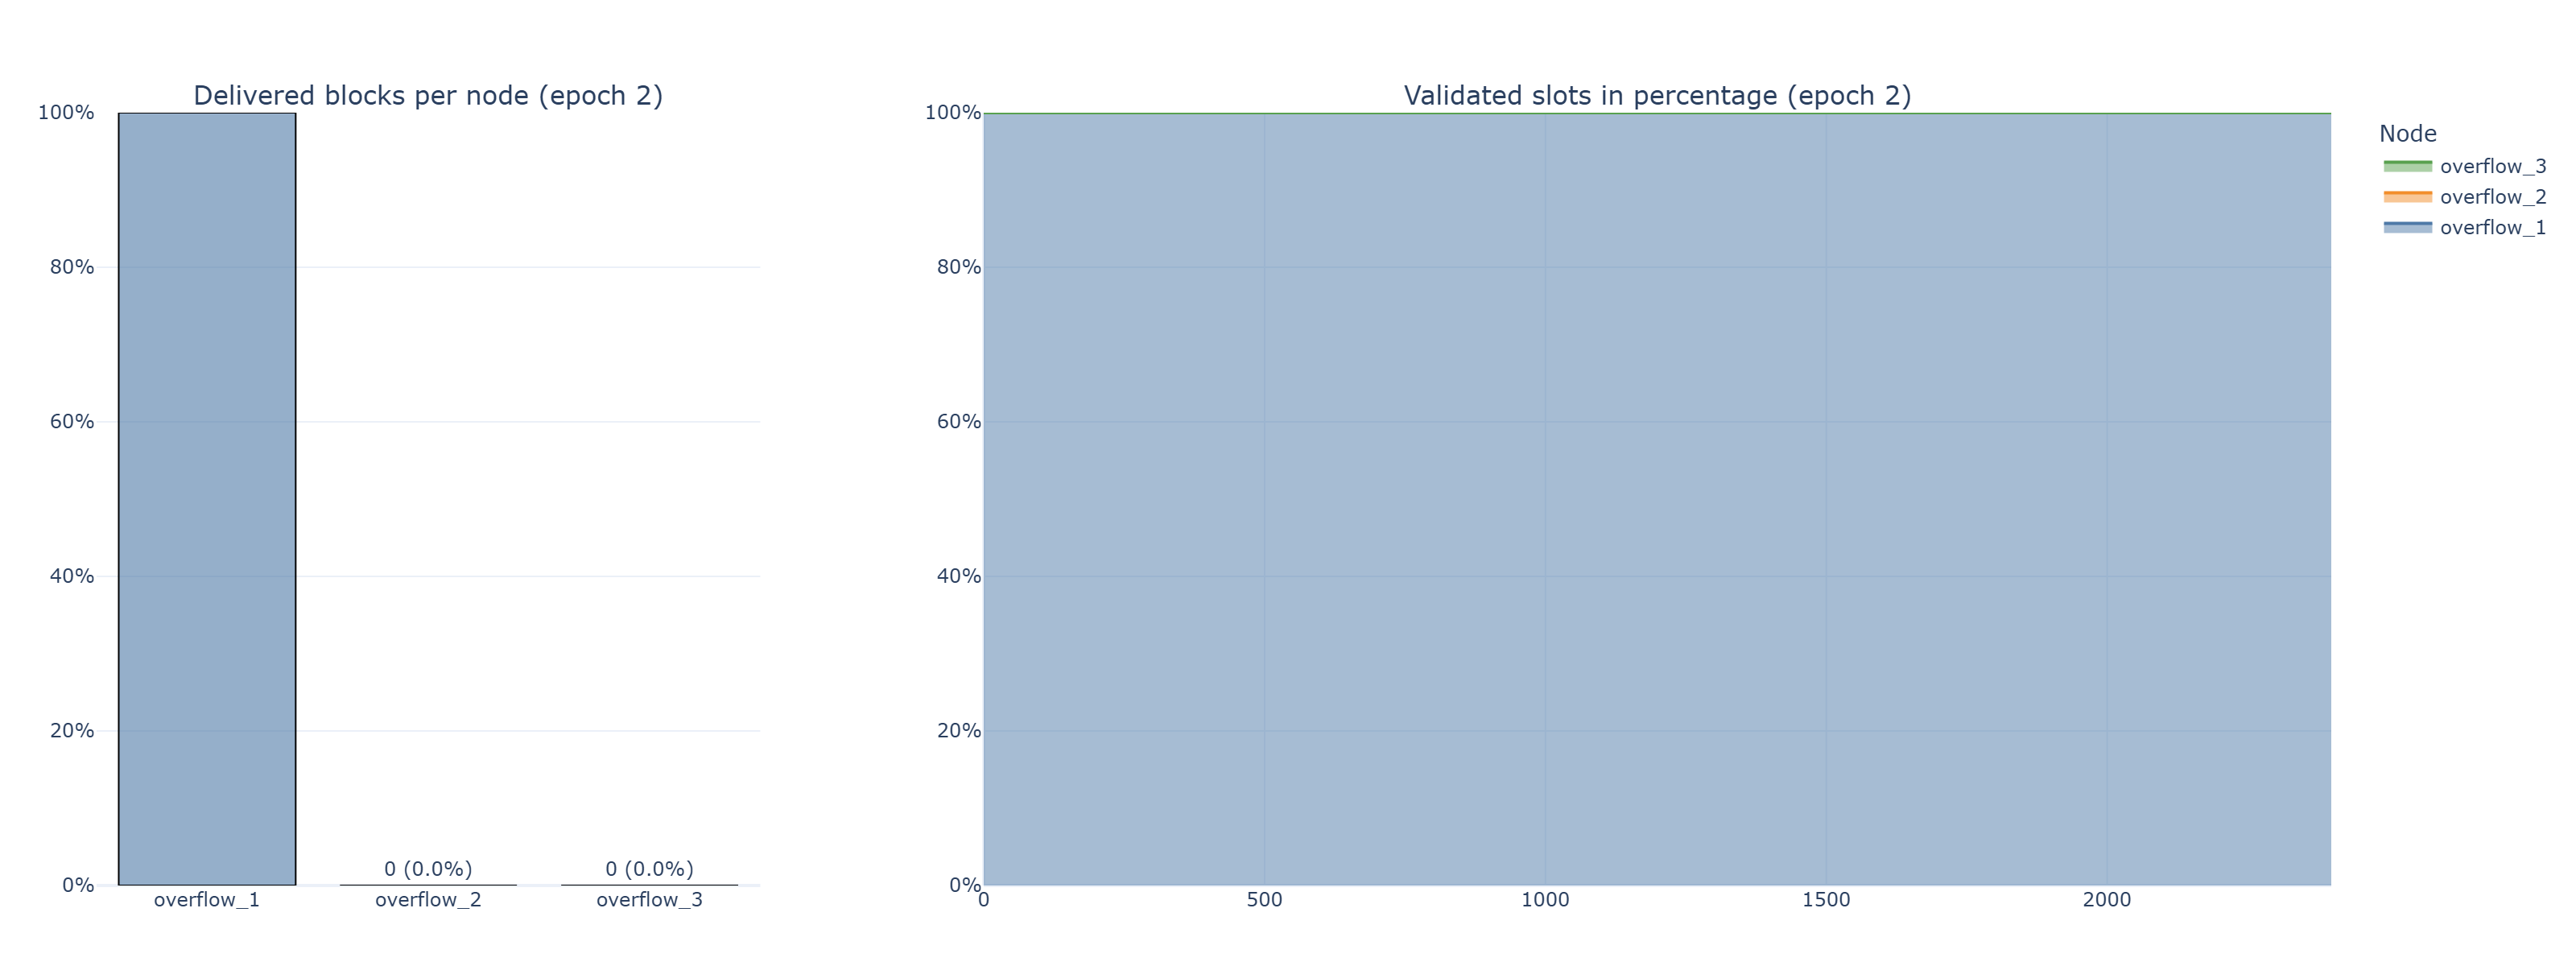 Delivered blocks per node (epoch 2)
100%
80%
60%
40%
20%
0%
0 (0.0%)
0 (0.0%)
overflow_1
overflow_2
overflow_3
Validated slots in percentage (epoch 2)
100%
80%
60%
40%
20%
0%
0
500
1000
1500
2000
Node
overflow_3
overflow_2
overflow_1